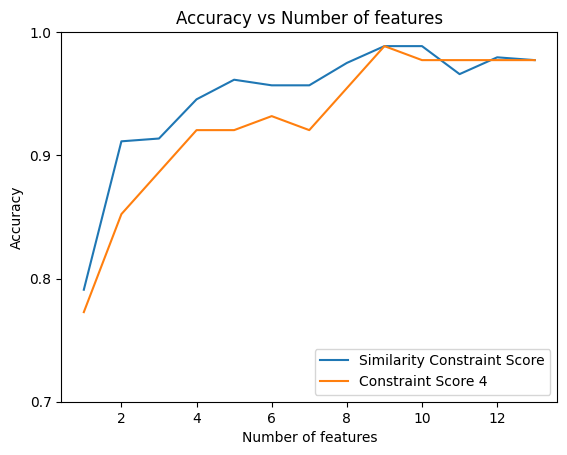 Accuracy vs Number of features
1.0
0.9
0.8
0.7
Accuracy
2 4 6 8 10 12
Number of features
Similarity Constraint Score
Constraint Score 4